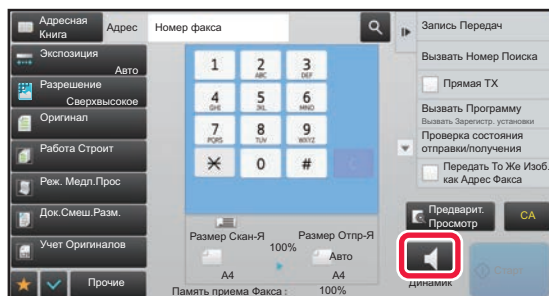 Адресная
Книга
Адрес
Номер факса
Экспозиция
Авто
Разрешение
Сверхвысокое
Оригинал
Работа Строит
Реж. Медл.Прос
Док.Смеш.Разм.
Учет Оригиналов
Прочие
1
2
ABC
3
DEF
4
GHI
5
JKL
6
MNO
7
PQRS
8
TUV
9
WXYZ
0
#
Размер Скан-Я
100%
Размер Отпр-Я
Авто
A4
A4
Память приема Факса :
100%
Запись Передач
Вызвать Номер Поиска
Прямая TX
Вызвать Программу
Вызвать Зарегистр. установки
Проверка состояния
отправки/получения
Передать То Же Изоб.
как Адрес Факса
Предварит.
Просмотр
CA
Динамик
Старт